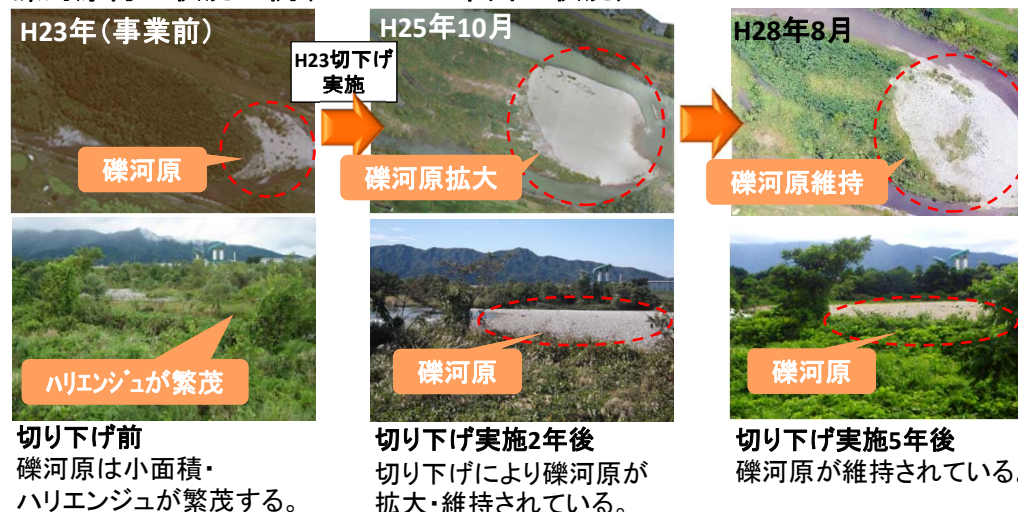 H23年(事業前)
H23切下げ
実施
礫河原
H25年10月
礫河原拡大
H28年8月
礫河原維持
ハリエンジュが繁茂
礫河原
礫河原
切り下げ前
礫河原は小面積・
ハリエンジュが繁茂する。
切り下げ実施2年後
切り下げにより礫河原が
拡大・維持されている。
切り下げ実施5年後
礫河原が維持されている。